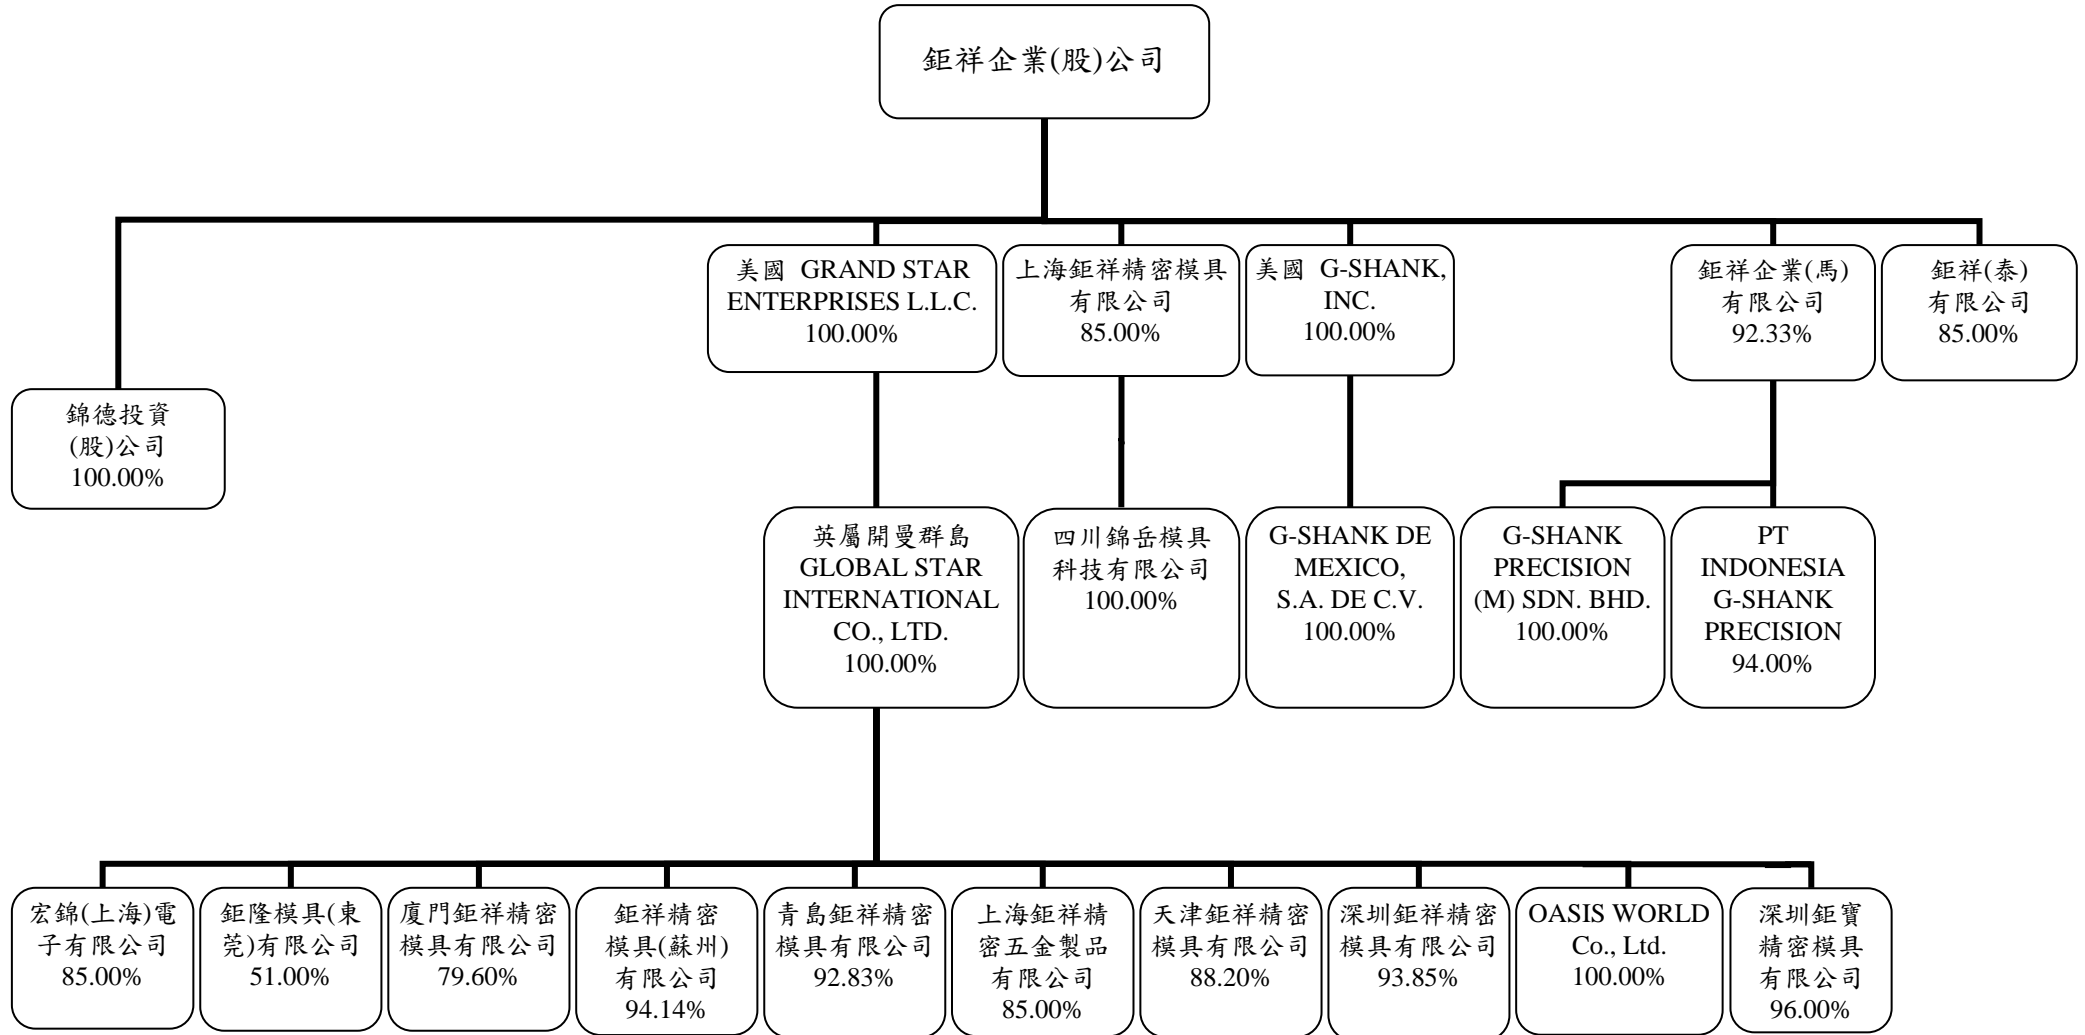 鉅祥企業(股)公司
美國 GRAND STAR
ENTERPRISES L.L.C.
100.00%
上海鉅祥精密模具
有限公司
85.00%
美國 G-SHANK,
INC.
100.00%
鉅祥企業(馬)
有限公司
92.33%
鉅祥(泰)
有限公司
85.00%
錦德投資
(股)公司
100.00%
英屬開曼群島
GLOBAL STAR
INTERNATIONAL
CO., LTD.
100.00%
四川錦岳模具
科技有限公司
100.00%
G-SHANK DE
MEXICO,
S.A. DE C.V.
100.00%
G-SHANK
PRECISION
(M) SDN. BHD.
100.00%
PT
INDONESIA
G-SHANK
PRECISION
94.00%
宏錦(上海)電
子有限公司
85.00%
鉅隆模具(東
莞)有限公司
51.00%
廈門鉅祥精密
模具有限公司
79.60%
鉅祥精密
模具(蘇州)
有限公司
94.14%
青島鉅祥精密
模具有限公司
92.83%
上海鉅祥精
密五金製品
有限公司
85.00%
天津鉅祥精密
模具有限公司
88.20%
深圳鉅祥精密
模具有限公司
93.85%
OASIS WORLD
Co., Ltd.
100.00%
深圳鉅寶
精密模具
有限公司
96.00%